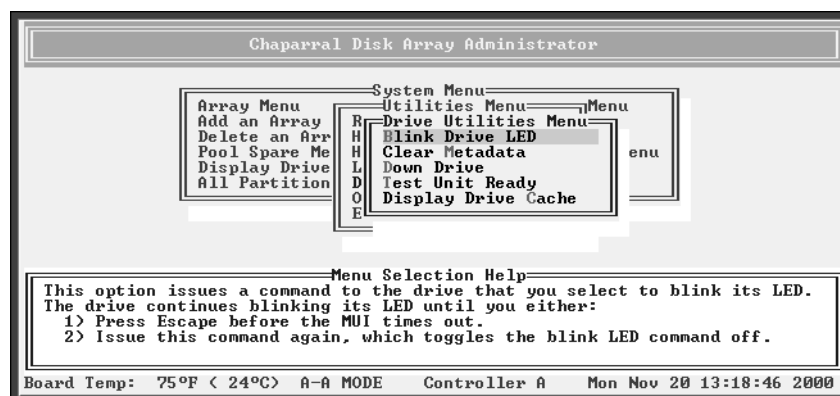 Chaparral Disk Array Administrator
System Menu
Array Menu Utilities Menu Menu
Add an Array R Drive Utilities Menu
Delete an Arr H Blink Drive LED
Pool Spare Me H Clear Metadata enu
Display Drive L Down Drive
All Partition D Test Unit Ready
O Display Drive Cache
E
Menu Selection Help
This option issues a command to the drive that you select to blink its LED.
The drive continues blinking its LED until you either:
1) Press Escape before the MUI times out.
2) Issue this command again, which toggles the blink LED command off.
Board Temp: 75ºF ( 24ºC) A-A MODE Controller A Mon Nov 20 13:18:46 2000